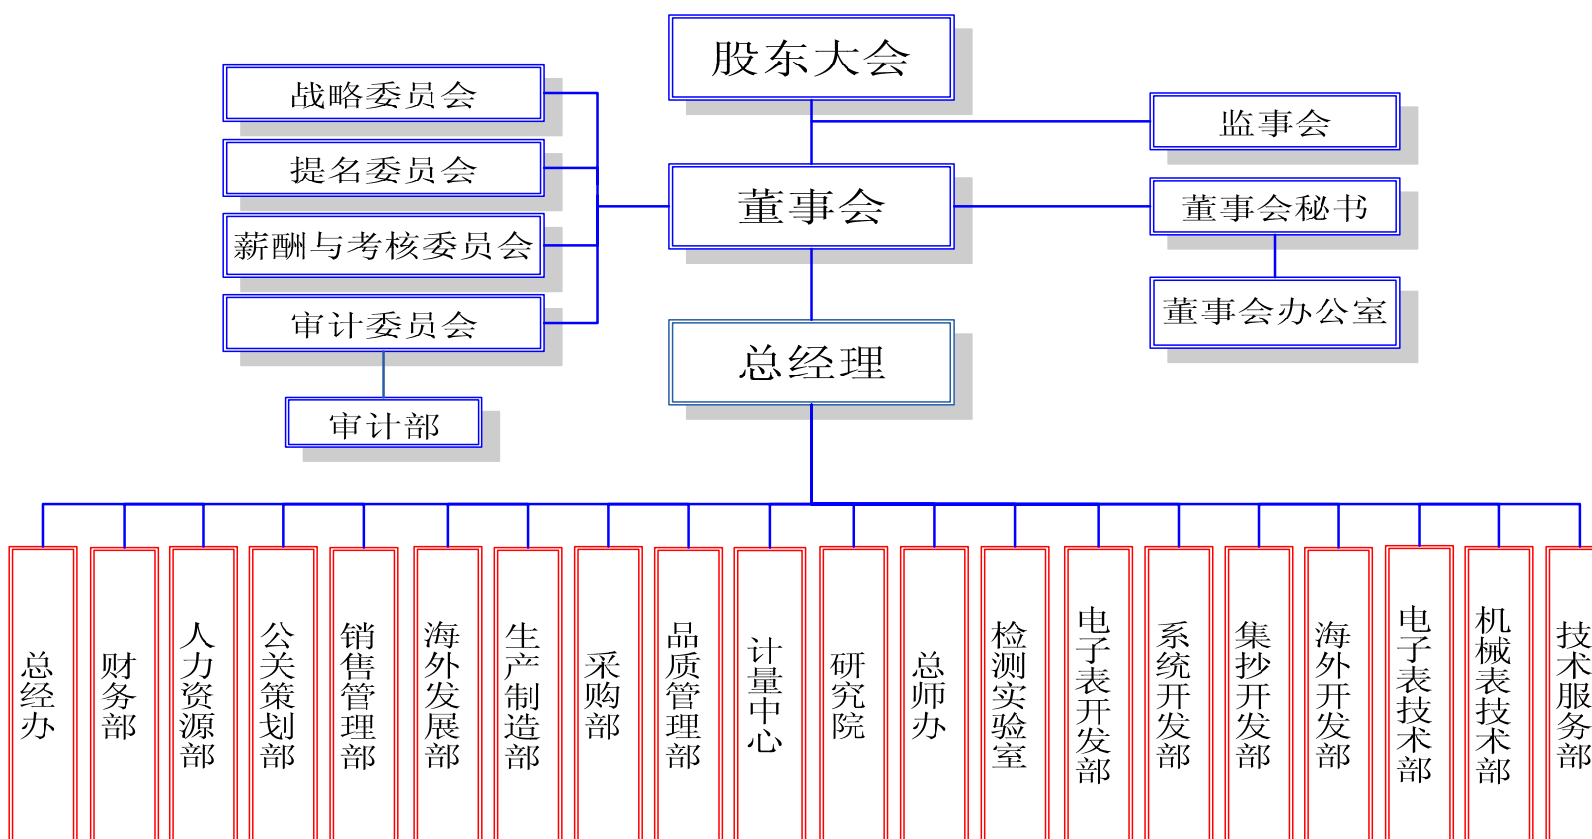 股东大会
战略委员会
监事会
提名委员会
董事会
董事会秘书
薪酬与考核委员会
审计委员会
董事会办公室
总经理
审计部
总经办
财务部
人力资源部
公关策划部
销售管理部
海外发展部
生产制造部
采购部
品质管理部
计量中心
研究院
总师办
检测实验室
电子表开发部
系统开发部
集抄开发部
海外开发部
电子表技术部
机械表技术部
技术服务部